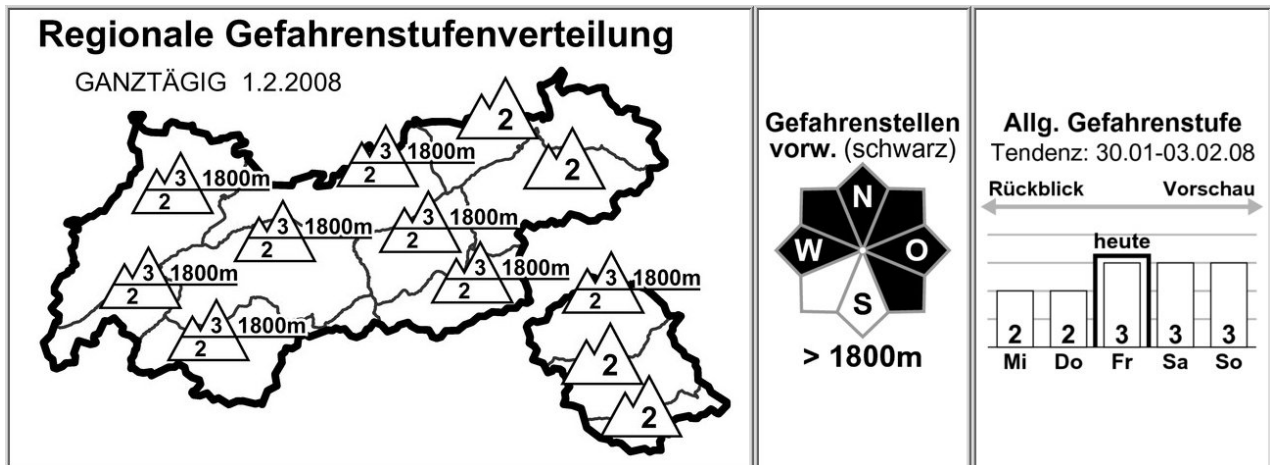 Regionale Gefahrenstufenverteilung
GANZTÄGIG 1.2.2008
2
3 1800m
2
2
3 1800m
2
3 1800m
2
3 1800m
2
3 1800m
2
3 1800m
2
3 1800m
2
3 1800m
2
2
2
Gefahrenstellen
vorw. (schwarz)
N
W
O
S
> 1800m
Allg. Gefahrenstufe
Tendenz: 30.01-03.02.08
Rückblick Vorschau
heute
2 2 3 3 3
Mi Do Fr Sa So